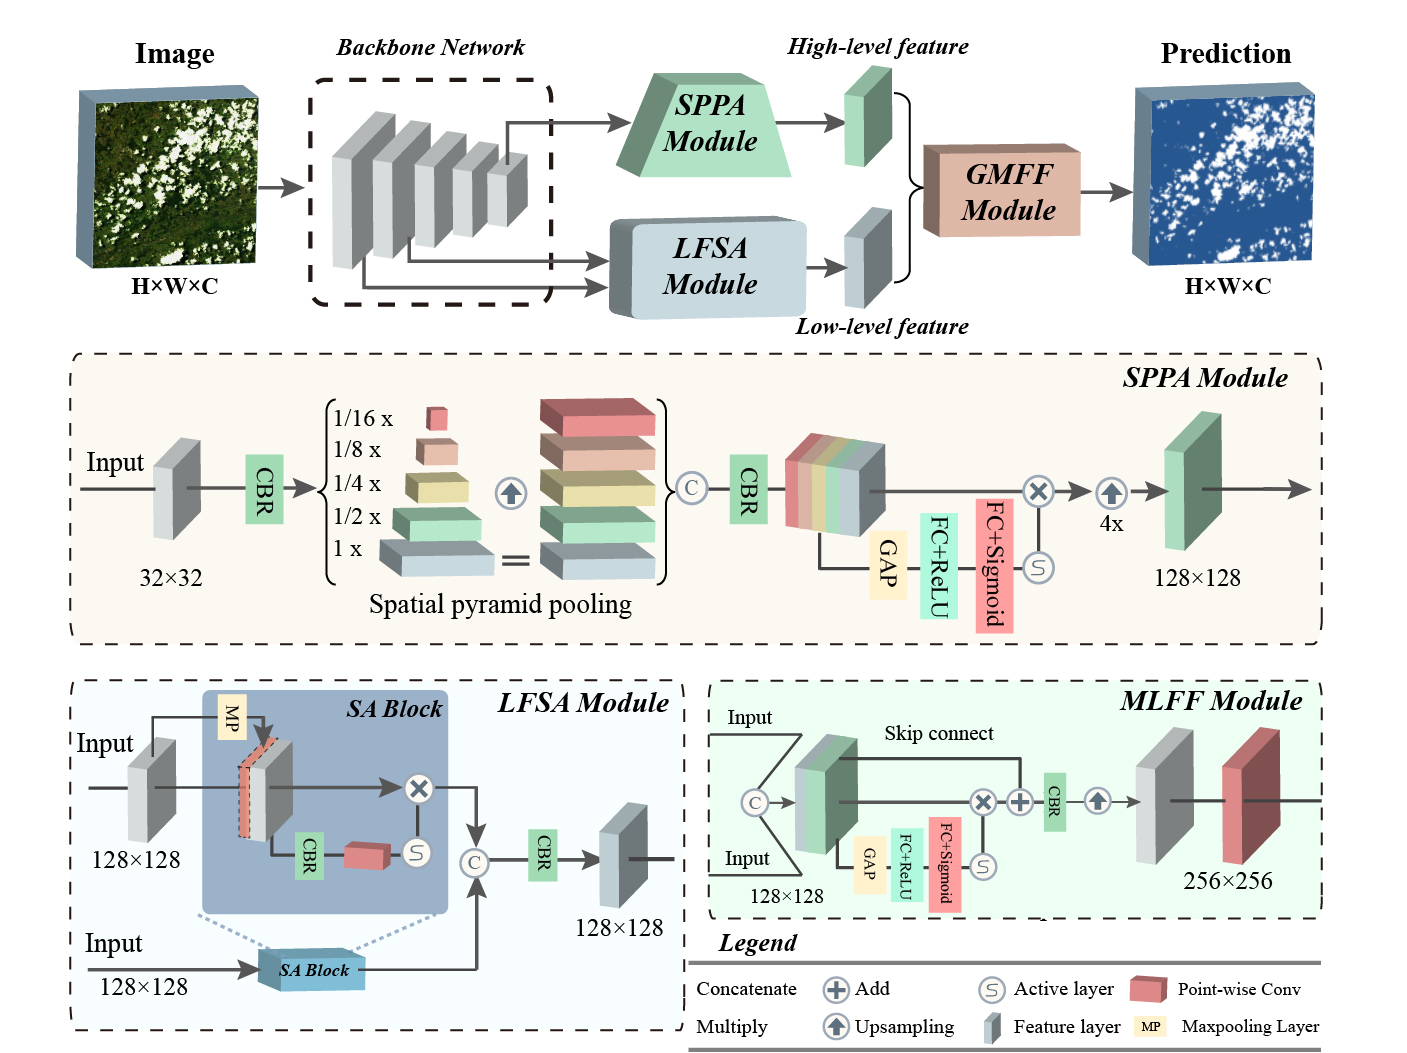 Image
Backbone Network
High-level feature
Prediction
SPPA
Module
GMFF
Module
LFSA
Module
H×W×C
Low-level feature
H×W×C
SPPA Module
Input
CBR
1/16 x
1/8 x
1/4 x
1/2 x
1 x
C
CBR
GAP
FC+ReLU
FC+Sigmoid
S
4x
32×32
128×128
Spatial pyramid pooling
LFSA Module
SA Block
MP
Input
128×128
CBR
S
C
CBR
128×128
Input
128×128
SA Block
MLFF Module
Input
Skip connect
C
CBR
Input
128×128
GAP
FC+ReLU
FC+Sigmoid
S
256×256
Legend
Concatenate
Add
S
Active layer
Point-wise Conv
Multiply
Upsampling
Feature layer
MP
Maxpooling Layer